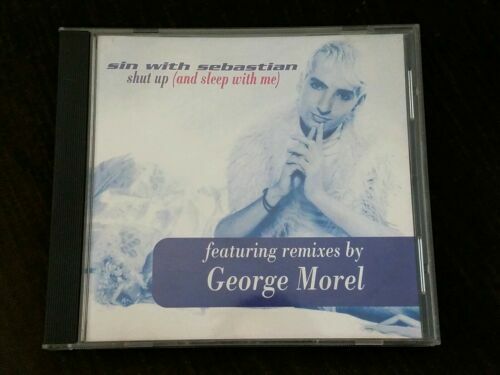 sin with sebastian
shut up (and sleep with me)
featuring remixes by
George Morel